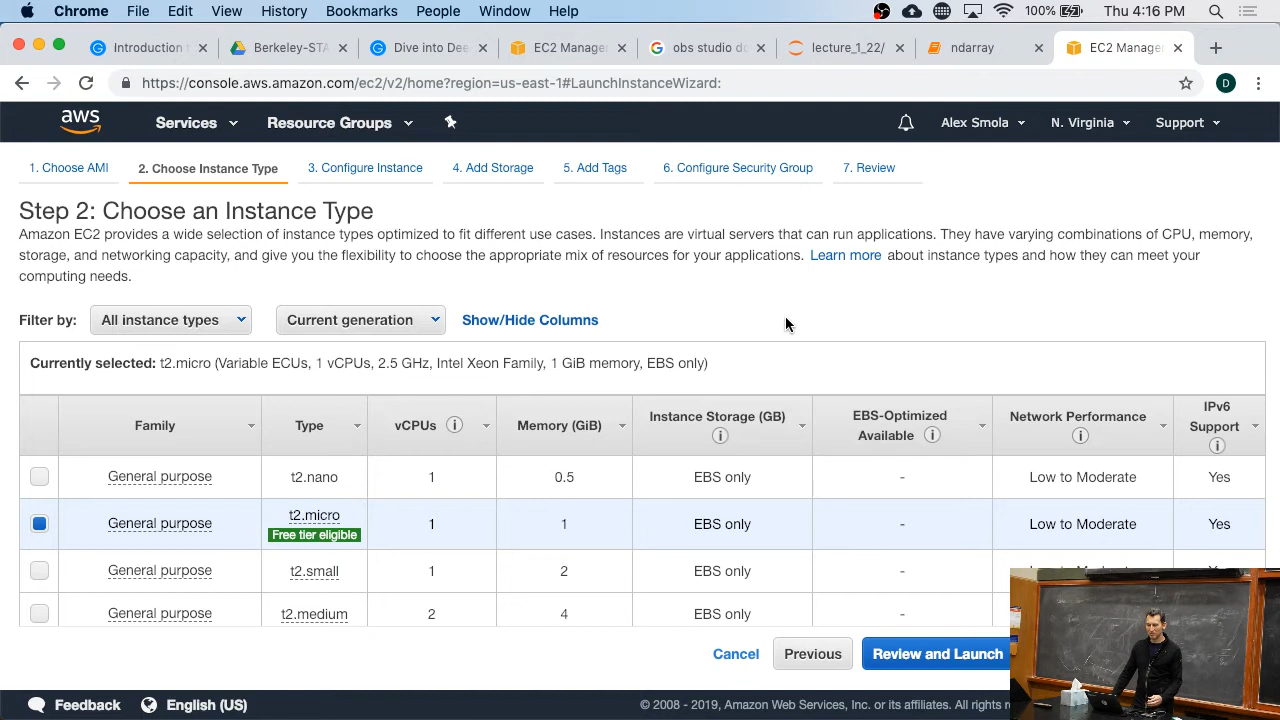 Chrome File Edit View History Bookmarks People Window Help 100% Thu 4:16 PM
Introduction Berkeley-STA Dive into Dee EC2 Manage obs studio do lecture_1_22/ ndarray EC2 Manage
https://console.aws.amazon.com/ec2/v2/home?region=us-east-1#LaunchInstanceWizard: D
aws Services Resource Groups Alex Smola N. Virginia Support
1. Choose AMI 2. Choose Instance Type 3. Configure Instance 4. Add Storage 5. Add Tags 6. Configure Security Group 7. Review
Step 2: Choose an Instance Type
Amazon EC2 provides a wide selection of instance types optimized to fit different use cases. Instances are virtual servers that can run applications. They have varying combinations of CPU, memory,
storage, and networking capacity, and give you the flexibility to choose the appropriate mix of resources for your applications. Learn more about instance types and how they can meet your
computing needs.
Filter by: All instance types Current generation Show/Hide Columns
Currently selected: t2.micro (Variable ECUs, 1 vCPUs, 2.5 GHz, Intel Xeon Family, 1 GiB memory, EBS only)
Family Type vCPUs Memory (GiB) Instance Storage (GB) EBS-Optimized Available Network Performance IPv6 Support
General purpose t2.nano 1 0.5 EBS only - Low to Moderate Yes
General purpose t2.micro Free tier eligible 1 1 EBS only - Low to Moderate Yes
General purpose t2.small 1 2 EBS only -
General purpose t2.medium 2 4 EBS only -
Cancel Previous Review and Launch
Feedback English (US) © 2008 - 2019, Amazon Web Services, Inc. or its affiliates. All rights